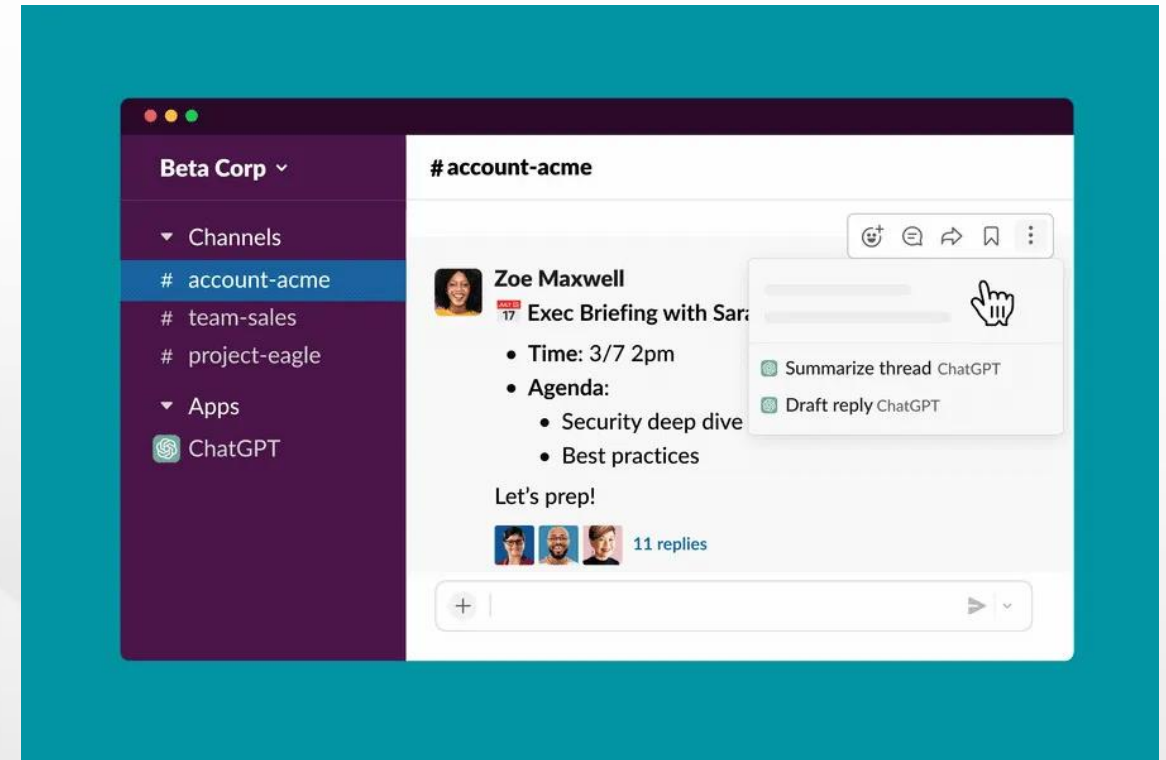 Beta Corp
Channels
# account-acme
# team-sales
# project-eagle
Apps
ChatGPT
# account-acme
Zoe Maxwell
JULY 17 Exec Briefing with Sara
• Time: 3/7 2pm
• Agenda:
• Security deep dive
• Best practices
Let's prep!
11 replies
Summarize thread ChatGPT
Draft reply ChatGPT